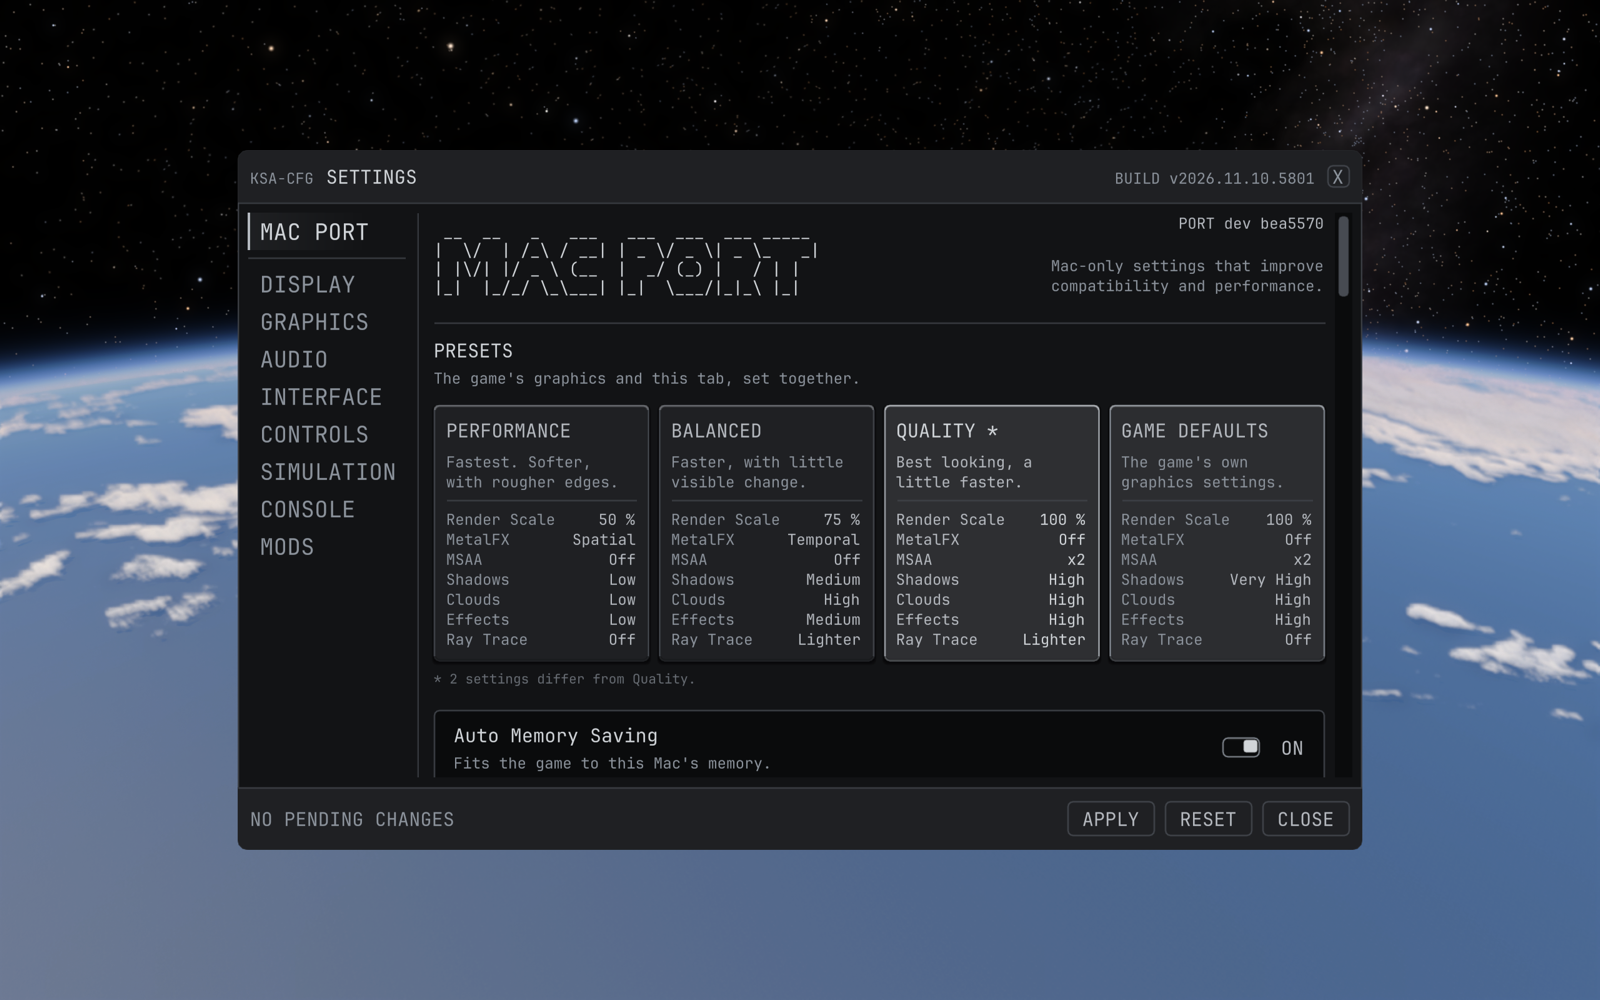 KSA-CFG SETTINGS
BUILD v2026.11.10.5801 X
MAC PORT
DISPLAY
GRAPHICS
AUDIO
INTERFACE
CONTROLS
SIMULATION
CONSOLE
MODS
MAC PORT
PORT dev bea5570
Mac-only settings that improve
compatibility and performance.
PRESETS
The game's graphics and this tab, set together.
PERFORMANCE
Fastest. Softer,
with rougher edges.
Render Scale 50 %
MetalFX Spatial
MSAA Off
Shadows Low
Clouds Low
Effects Low
Ray Trace Off
BALANCED
Faster, with little
visible change.
Render Scale 75 %
MetalFX Temporal
MSAA Off
Shadows Medium
Clouds High
Effects Medium
Ray Trace Lighter
QUALITY *
Best looking, a
little faster.
Render Scale 100 %
MetalFX Off
MSAA x2
Shadows High
Clouds High
Effects High
Ray Trace Lighter
GAME DEFAULTS
The game's own
graphics settings.
Render Scale 100 %
MetalFX Off
MSAA x2
Shadows Very High
Clouds High
Effects High
Ray Trace Off
* 2 settings differ from Quality.
Auto Memory Saving
Fits the game to this Mac's memory.
ON
NO PENDING CHANGES
APPLY RESET CLOSE